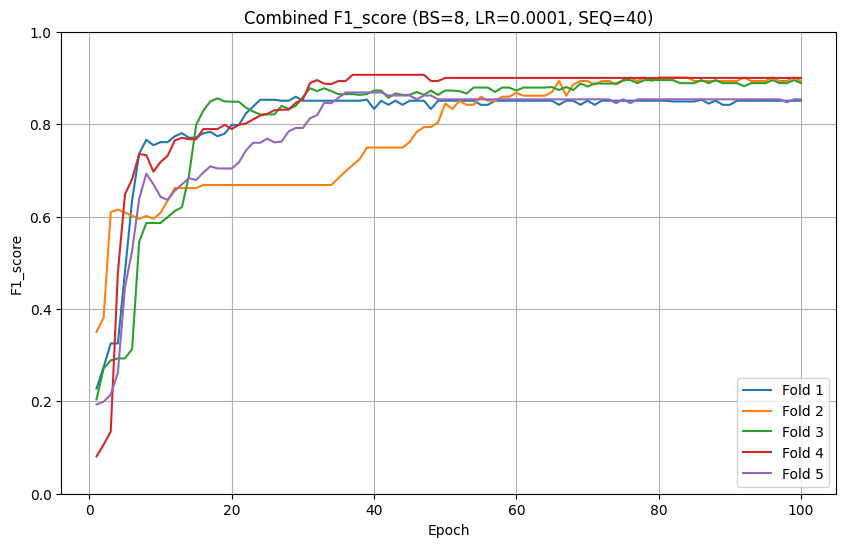 Combined F1_score (BS=8, LR=0.0001, SEQ=40)
1.0
0.8
0.6
0.4
0.2
0.0
F1_score
0 20 40 60 80 100
Epoch
Fold 1
Fold 2
Fold 3
Fold 4
Fold 5